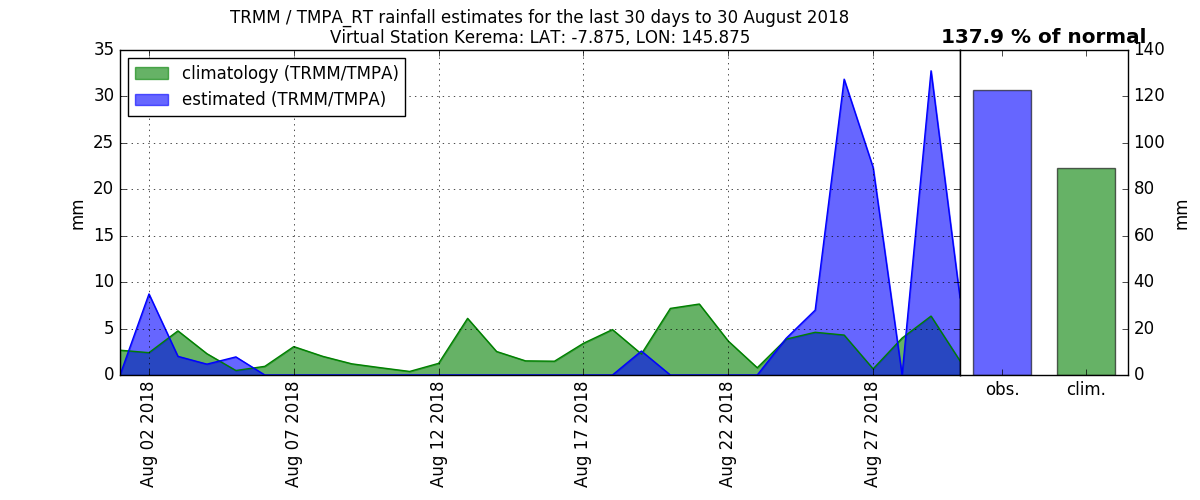 TRMM / TMPA_RT rainfall estimates for the last 30 days to 30 August 2018
Virtual Station Kerema: LAT: -7.875, LON: 145.875
137.9 % of normal
climatology (TRMM/TMPA)
estimated (TRMM/TMPA)
35
30
25
20
15
10
5
0
mm
Aug 02 2018
Aug 07 2018
Aug 12 2018
Aug 17 2018
Aug 22 2018
Aug 27 2018
obs.
clim.
140
120
100
80
60
40
20
0
mm